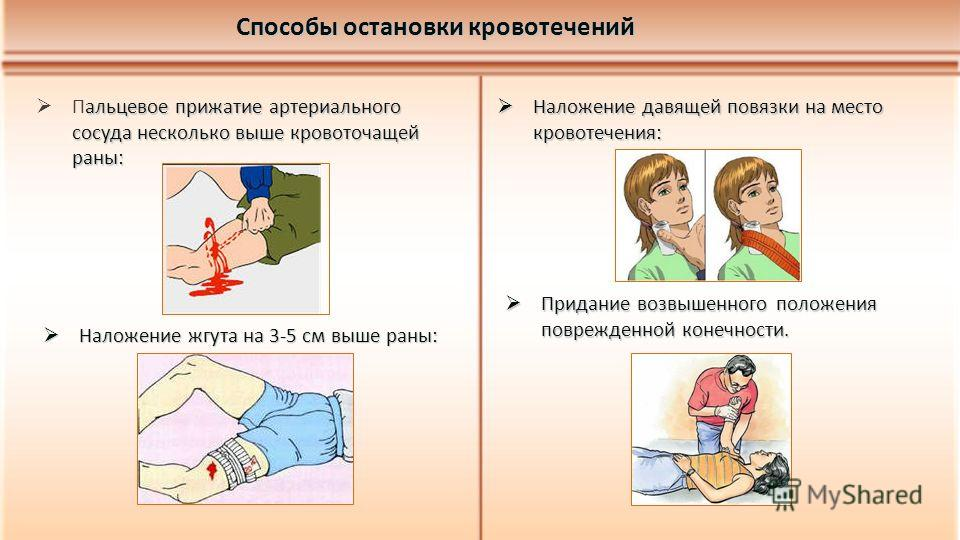 Способы остановки кровотечений
➢ Пальцевое прижатие артериального
сосуда несколько выше кровоточащей
раны:
➢ Наложение жгута на 3-5 см выше раны:
➢ Наложение давящей повязки на место
кровотечения:
➢ Придание возвышенного положения
поврежденной конечности.
MyShared